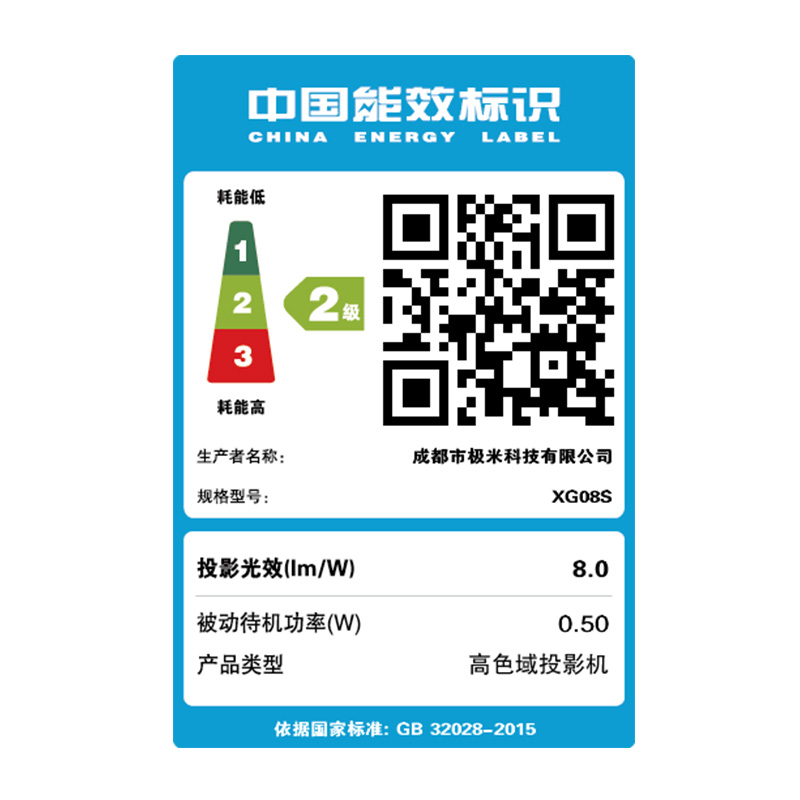 中国能效标识
CHINA ENERGY LABEL
耗能低
1
2
2级
3
耗能高
生产者名称： 成都市极米科技有限公司
规格型号： XG08S
投影光效(lm/W) 8.0
被动待机功率(W) 0.50
产品类型 高色域投影机
依据国家标准: GB 32028-2015